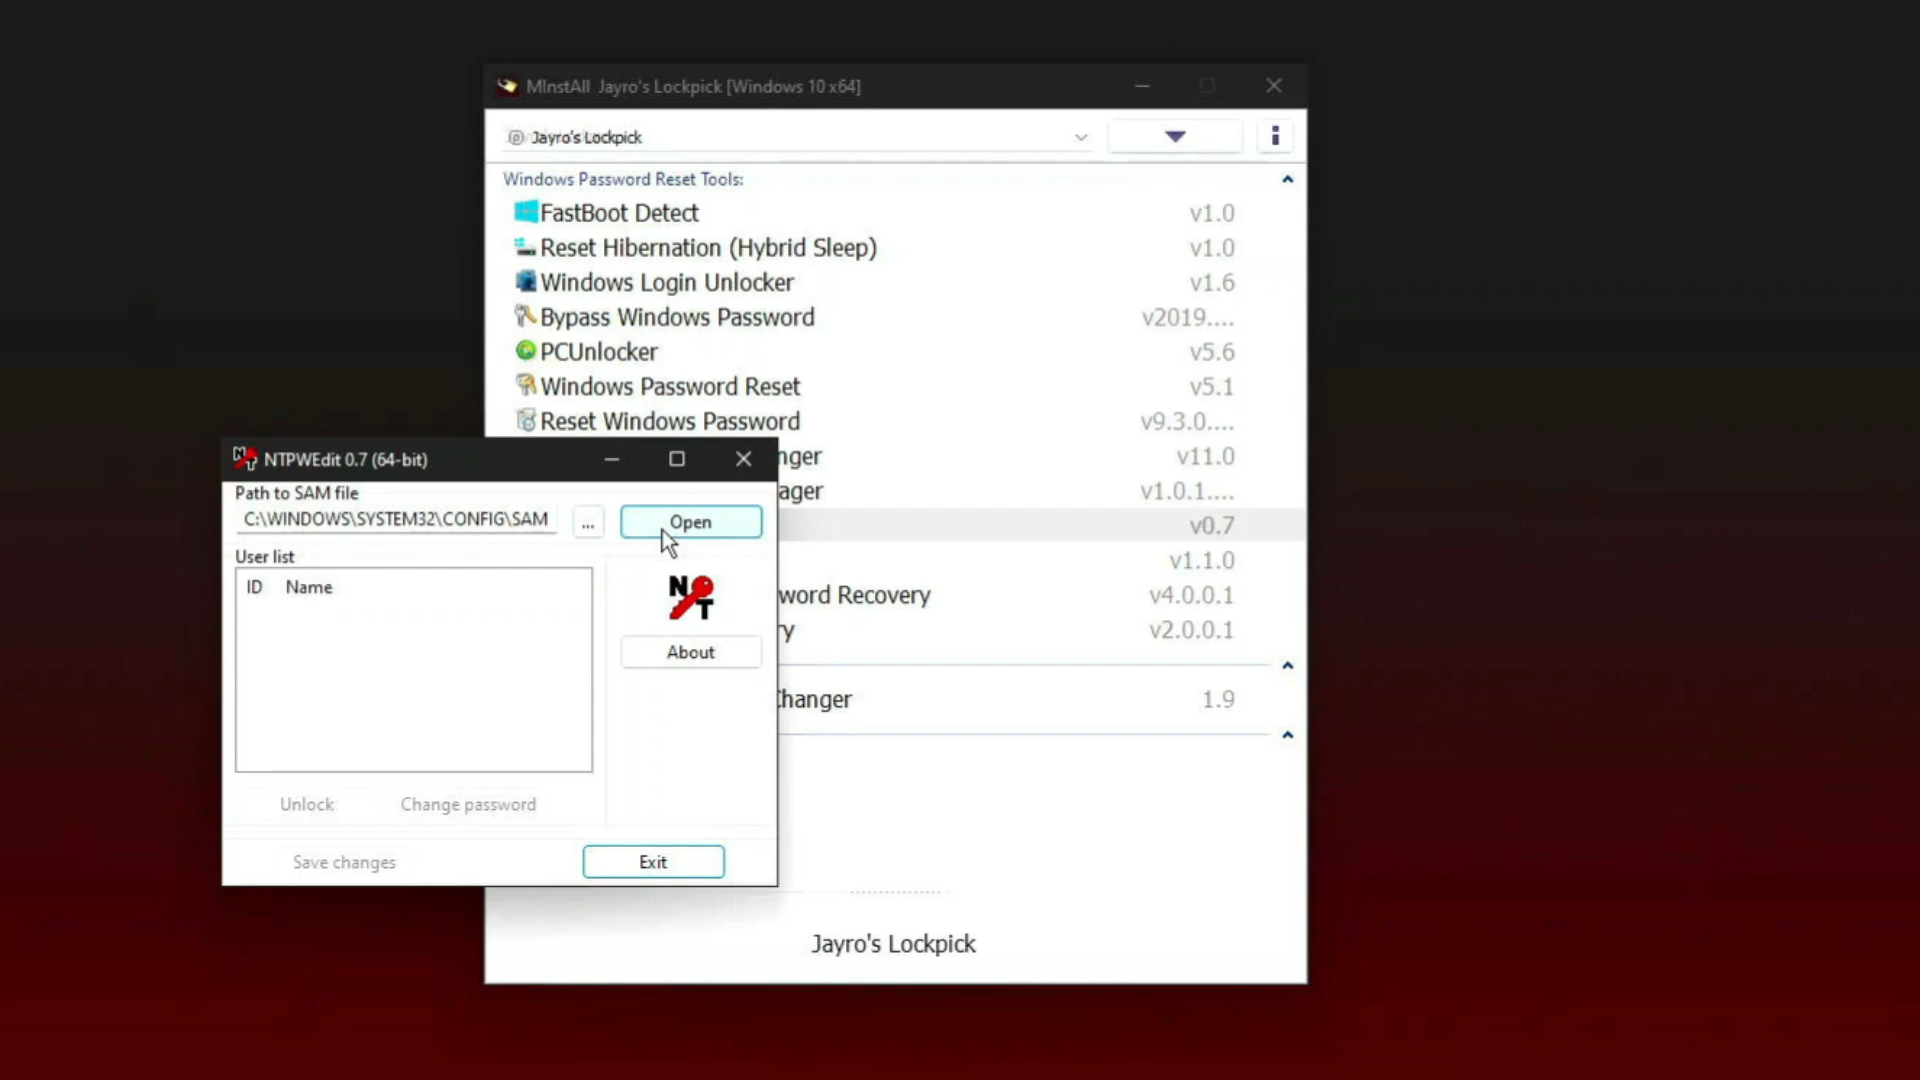 MInstAll Jayro's Lockpick [Windows 10 x64]
Jayro's Lockpick
Windows Password Reset Tools:
FastBoot Detect v1.0
Reset Hibernation (Hybrid Sleep) v1.0
Windows Login Unlocker v1.6
Bypass Windows Password v2019....
PCUnlocker v5.6
Windows Password Reset v5.1
Reset Windows Password v9.3.0....
nger v11.0
ager v1.0.1....
v0.7
v1.1.0
word Recovery v4.0.0.1
ry v2.0.0.1
Changer 1.9
Jayro's Lockpick
NTPWEdit 0.7 (64-bit)
Path to SAM file
C:\WINDOWS\SYSTEM32\CONFIG\SAM ... Open
User list
ID Name
NT
About
Unlock Change password
Save changes Exit